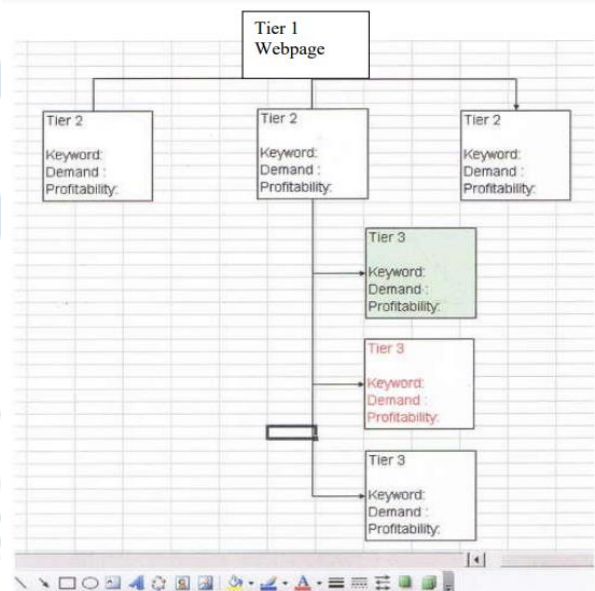 Tier 1
Webpage
Tier 2
Keyword:
Demand :
Profitability:
Tier 2
Keyword:
Demand :
Profitability:
Tier 2
Keyword:
Demand :
Profitability:
Tier 3
Keyword:
Demand :
Profitability:
Tier 3
Keyword:
Demand :
Profitability:
Tier 3
Keyword:
Demand :
Profitability: